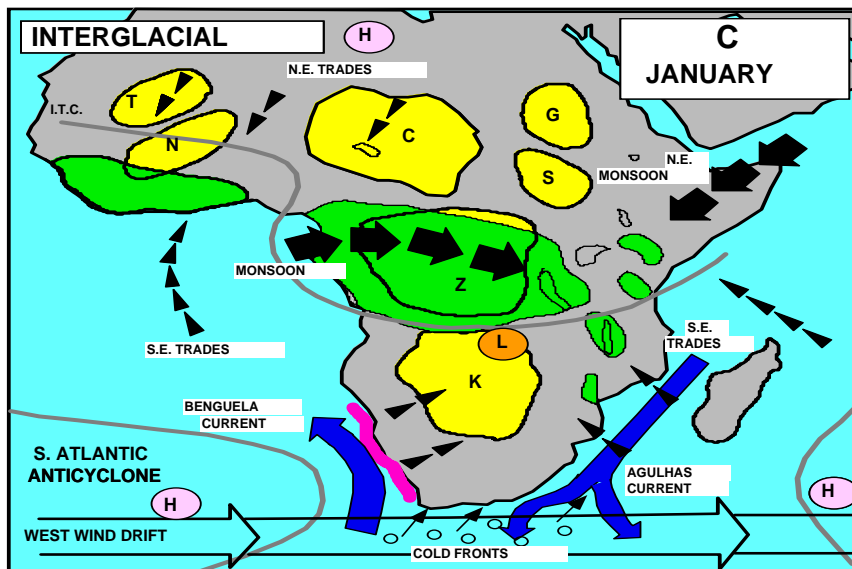 INTERGLACIAL
H
C
JANUARY
N.E. TRADES
I.T.C.
T
N
C
G
S
N.E.
MONSOON
MONSOON
Z
S.E. TRADES
S.E.
TRADES
L
K
BENGUELA
CURRENT
S. ATLANTIC
ANTICYCLONE
H
AGULHAS
CURRENT
H
WEST WIND DRIFT
COLD FRONTS